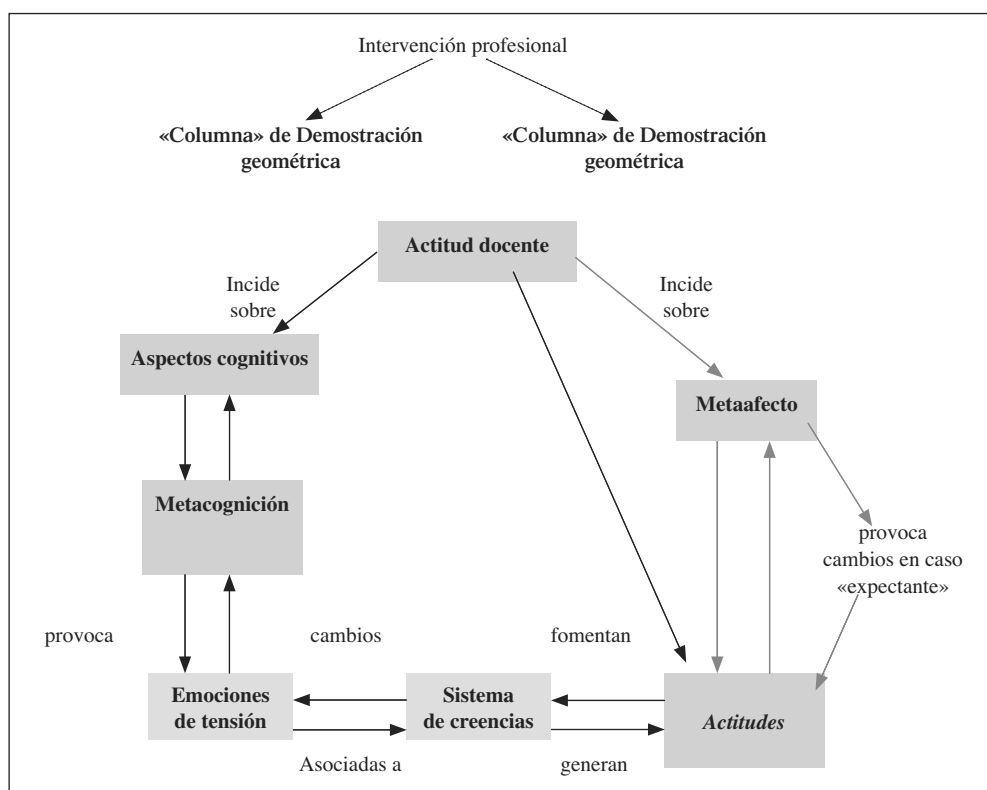 Intervención profesional
«Columna» de Demostración
geométrica
«Columna» de Demostración
geométrica
Actitud docente
Incide
sobre
Incide
sobre
Aspectos cognitivos
Metaafecto
Metacognición
provoca
cambios en caso
«expectante»
provoca
cambios
fomentan
Emociones
de tensión
Sistema
de creencias
Actitudes
Asociadas a
generan